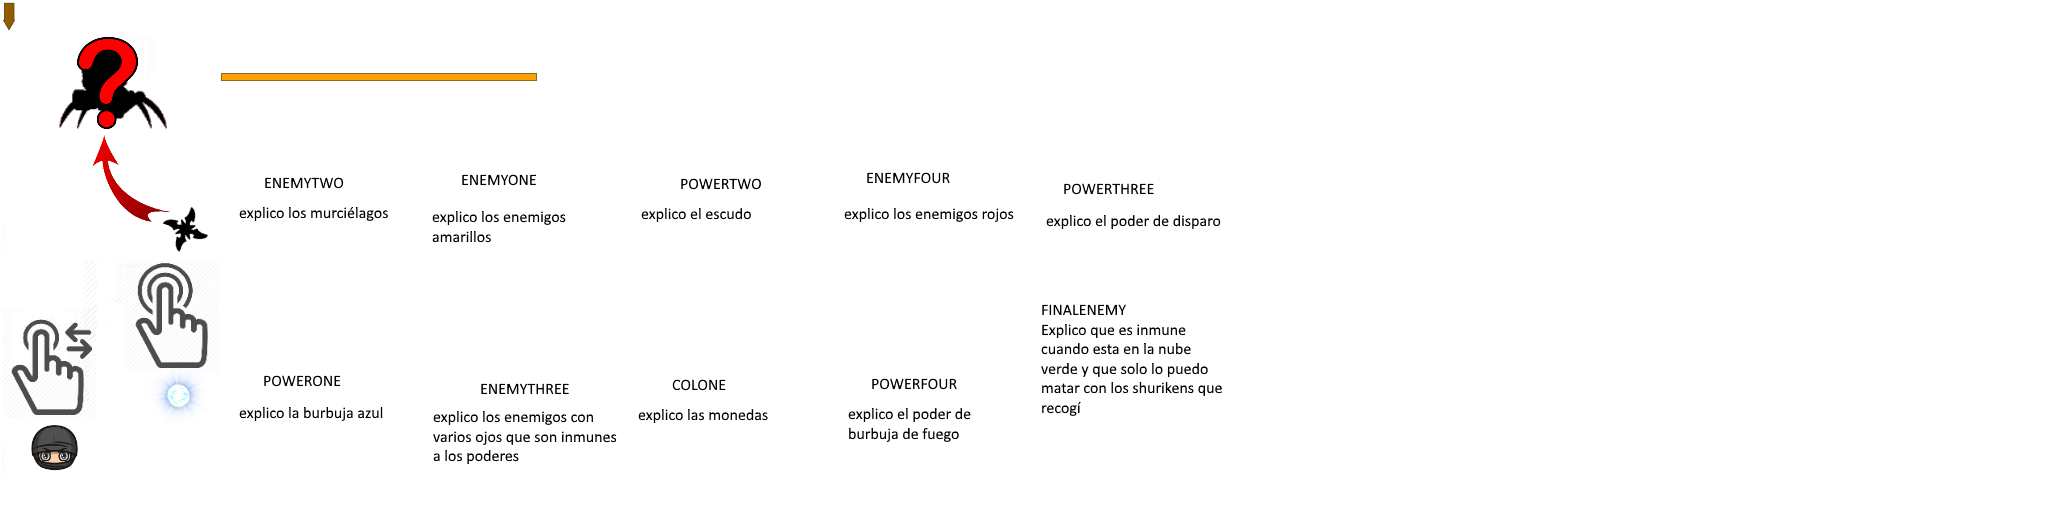 ?
ENEMYTWO
explico los murciélagos
ENEMYONE
explico los enemigos
amarillos
POWERTWO
explico el escudo
ENEMYFOUR
explico los enemigos rojos
POWERTHREE
explico el poder de disparo
POWERONE
explico la burbuja azul
ENEMYTHREE
explico los enemigos con
varios ojos que son inmunes
a los poderes
COLONE
explico las monedas
POWERFOUR
explico el poder de
burbuja de fuego
FINALENEMY
Explico que es inmune
cuando esta en la nube
verde y que solo lo puedo
matar con los shurikens que
recogí